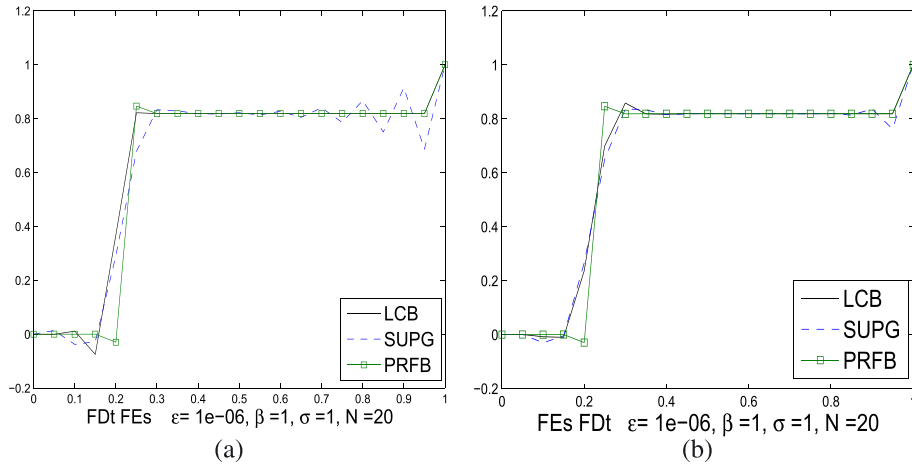 1.2
1
0.8
0.6
0.4
0.2
0
−0.2
0 0.1 0.2 0.3 0.4 0.5 0.6 0.7 0.8 0.9 1
LCB
SUPG
PRFB
FDt FEs ε= 1e−06, β =1, σ =1, N =20
(a)
1.2
1
0.8
0.6
0.4
0.2
0
−0.2
0 0.2 0.4 0.6 0.8 1
LCB
SUPG
PRFB
FEs FDt ε= 1e−06, β =1, σ =1, N =20
(b)